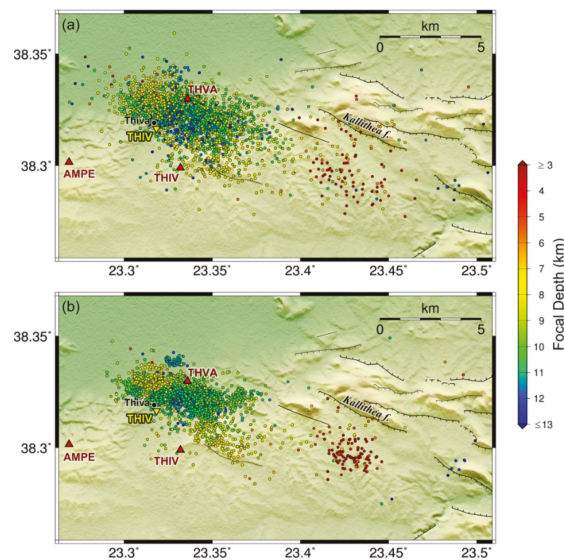 (a)
km
0 5
38.35˚
THVA
Thiva
THIV
Kallithea f.
38.3˚
AMPE
THIV
23.3˚ 23.35˚ 23.4˚ 23.45˚ 23.5˚
(b)
km
0 5
38.35˚
THVA
Thiva
THIV
Kallithea f.
38.3˚
AMPE
THIV
23.3˚ 23.35˚ 23.4˚ 23.45˚ 23.5˚
≥ 3
4
5
6
7
8
9
10
11
12
≤13
Focal Depth (km)